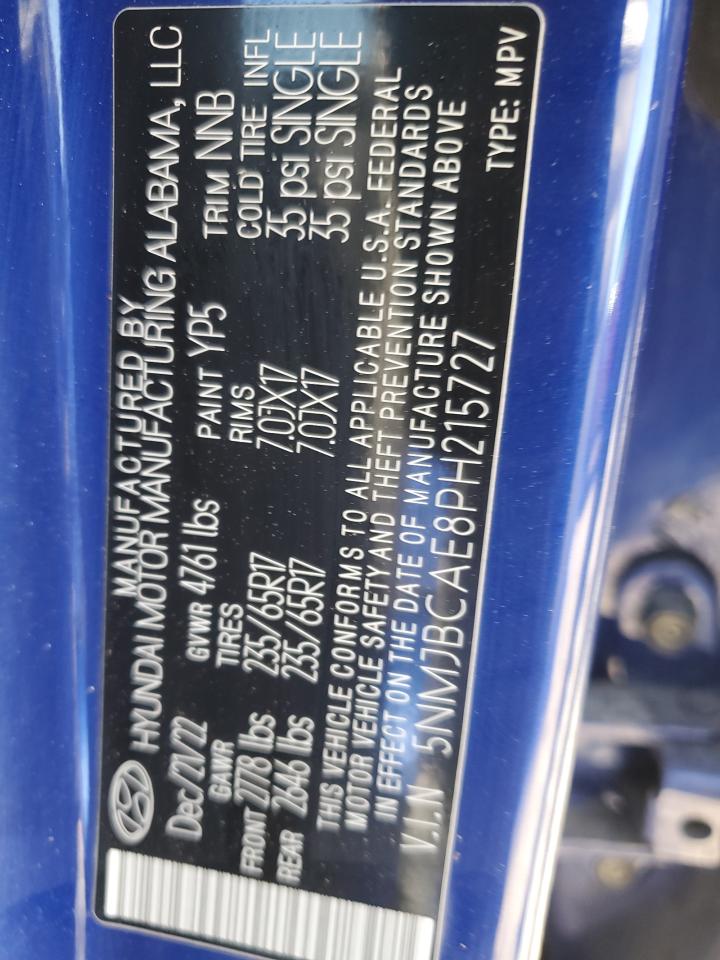 MANUFACTURED BY
HYUNDAI MOTOR MANUFACTURING ALABAMA, LLC
Dec/21/22 GVWR 4761 lbs PAINT YP5 TRIM NNB
GAWR TIRES RIMS COLD TIRE INFL
FRONT 2778 lbs 235/65R17 7.0JX17 35 psi SINGLE
REAR 2646 lbs 235/65R17 7.0JX17 35 psi SINGLE
THIS VEHICLE CONFORMS TO ALL APPLICABLE U.S.A. FEDERAL
MOTOR VEHICLE SAFETY AND THEFT PREVENTION STANDARDS
IN EFFECT ON THE DATE OF MANUFACTURE SHOWN ABOVE
V.I.N 5NMJBCAE8PH215727 TYPE: MPV